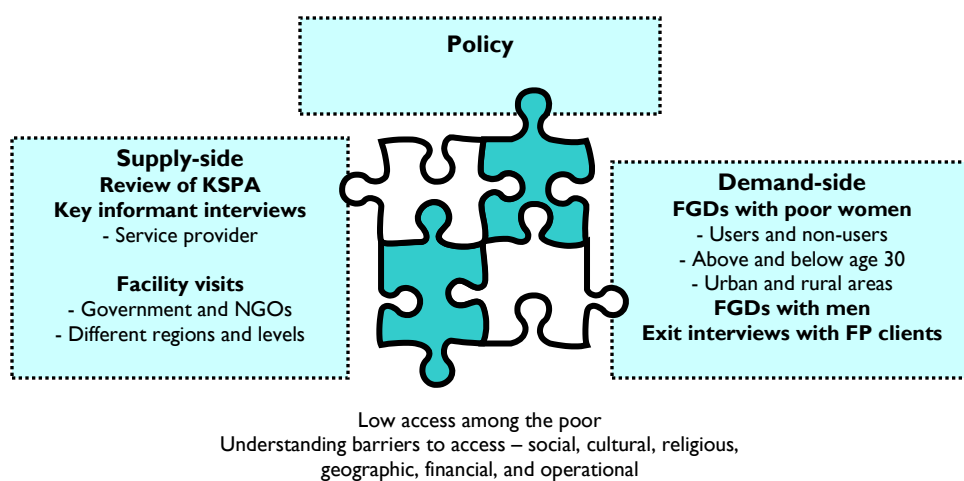 Policy
Supply-side
Review of KSPA
Key informant interviews
- Service provider
Facility visits
- Government and NGOs
- Different regions and levels
Demand-side
FGDs with poor women
- Users and non-users
- Above and below age 30
- Urban and rural areas
FGDs with men
Exit interviews with FP clients
Low access among the poor
Understanding barriers to access – social, cultural, religious,
geographic, financial, and operational